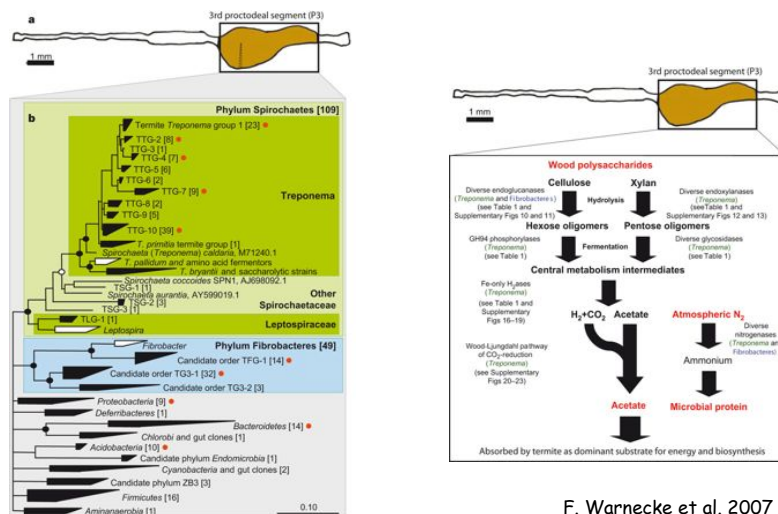 a
3rd proctodeal segment (P3)
1 mm
b
Phylum Spirochaetes [109]
Termite Treponema group 1 [23]
TTG-2 [8]
TTG-3 [1]
TTG-4 [7]
TTG-5 [6]
TTG-6 [2]
TTG-7 [9]
Treponema
TTG-8 [2]
TTG-9 [5]
TTG-10 [39]
T. primitia termite group [1]
Spirochaeta (Treponema) caldaria, M71240.1
T. pallidum and amino acid fermentors
T. bryantii and saccharolytic strains
Spirochaeta coccoides SPN1, AJ698092.1
TSG-1 [1]
Spirochaeta aurantia, AY599019.1
Other
TSG-2 [3]
Spirochaetaceae
TSG-3 [1]
TLG-1 [1]
Leptospiraceae
Leptospira
Phylum Fibrobacteres [49]
Fibrobacter
Candidate order TFG-1 [14]
Candidate order TG3-1 [32]
Candidate order TG3-2 [3]
Proteobacteria [9]
Deferribacteres [1]
Bacteroidetes [14]
Chlorobi and gut clones [1]
Acidobacteria [10]
Candidate phylum Endomicrobia [1]
Cyanobacteria and gut clones [2]
Candidate phylum ZB3 [3]
Firmicutes [16]
0.10
Aminanaerobia [1]
3rd proctodeal segment (P3)
1 mm
Wood polysaccharides
Cellulose
Xylan
Diverse endoglucanases
(Treponema and Fibrobacteres)
(see Table 1 and
Supplementary Figs 10 and 11)
Hydrolysis
Diverse endoxylanases
(Treponema)
(see Table 1 and
Supplementary Figs 12 and 13)
Hexose oligomers
Pentose oligomers
GH94 phosphorylases
(Treponema)
(see Table 1)
Fermentation
Diverse glycosidases
(Treponema)
(see Table 1)
Central metabolism intermediates
Fe-only H2ases
(Treponema)
(see Table 1 and
Supplementary
Figs 16–19)
H2+CO2
Acetate
Atmospheric N2
Wood-Ljungdahl pathway
of CO2-reduction
(Treponema)
(see Supplementary
Figs 20–23)
Diverse
nitrogenases
(Treponema and
Fibrobacteres)
Ammonium
Acetate
Microbial protein
Absorbed by termite as dominant substrate for energy and biosynthesis
F. Warnecke et al. 2007